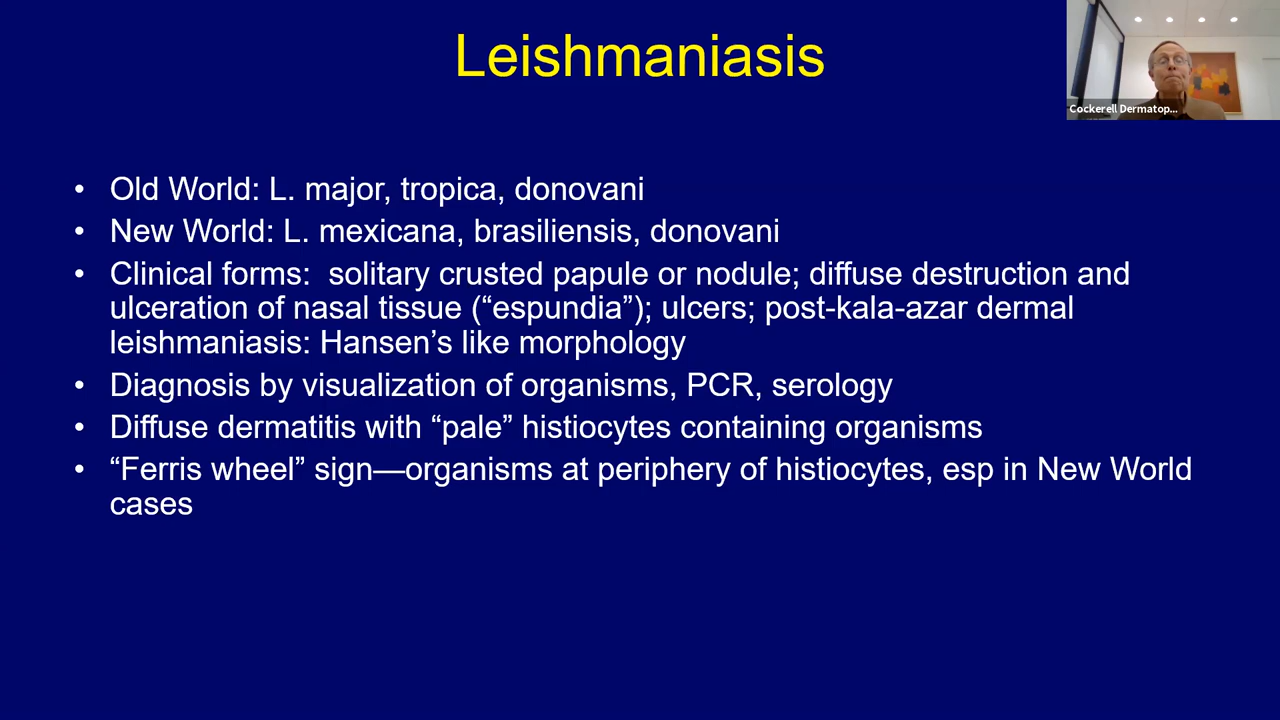 Leishmaniasis
Cockerell Dermatop...
• Old World: L. major, tropica, donovani
• New World: L. mexicana, brasiliensis, donovani
• Clinical forms:  solitary crusted papule or nodule; diffuse destruction and
ulceration of nasal tissue (“espundia”); ulcers; post-kala-azar dermal
leishmaniasis: Hansen’s like morphology
• Diagnosis by visualization of organisms, PCR, serology
• Diffuse dermatitis with “pale” histiocytes containing organisms
• “Ferris wheel” sign—organisms at periphery of histiocytes, esp in New World
cases